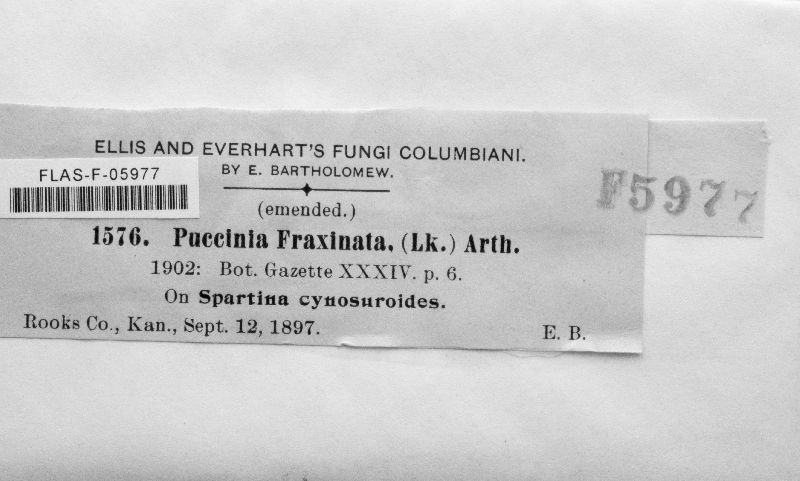 ELLIS AND EVERHART'S FUNGI COLUMBIANI.
BY E. BARTHOLOMEW.
FLAS-F-05977
(emended.)
1576. Puccinia Fraxinata, (Lk.) Arth.
1902: Bot. Gazette XXXIV. p. 6.
On Spartina cynosuroides.
Rooks Co., Kan., Sept. 12, 1897. E. B.
F5977